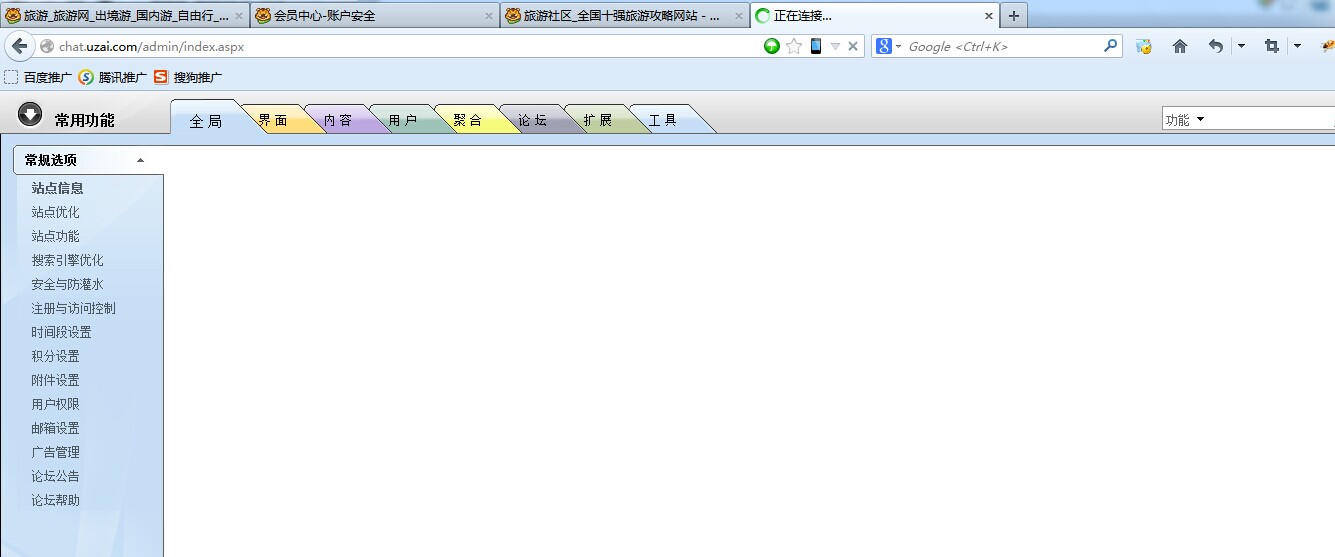 旅游_旅游网_出境游_国内游_自由行_...
会员中心-账户安全
旅游社区_全国十强旅游攻略网站 - ...
正在连接...
chat.uzai.com/admin/index.aspx
Google <Ctrl+K>
百度推广 腾讯推广 搜狗推广
常用功能
全局 界面 内容 用户 聚合 论坛 扩展 工具
功能
常规选项
站点信息
站点优化
站点功能
搜索引擎优化
安全与防灌水
注册与访问控制
时间段设置
积分设置
附件设置
用户权限
邮箱设置
广告管理
论坛公告
论坛帮助